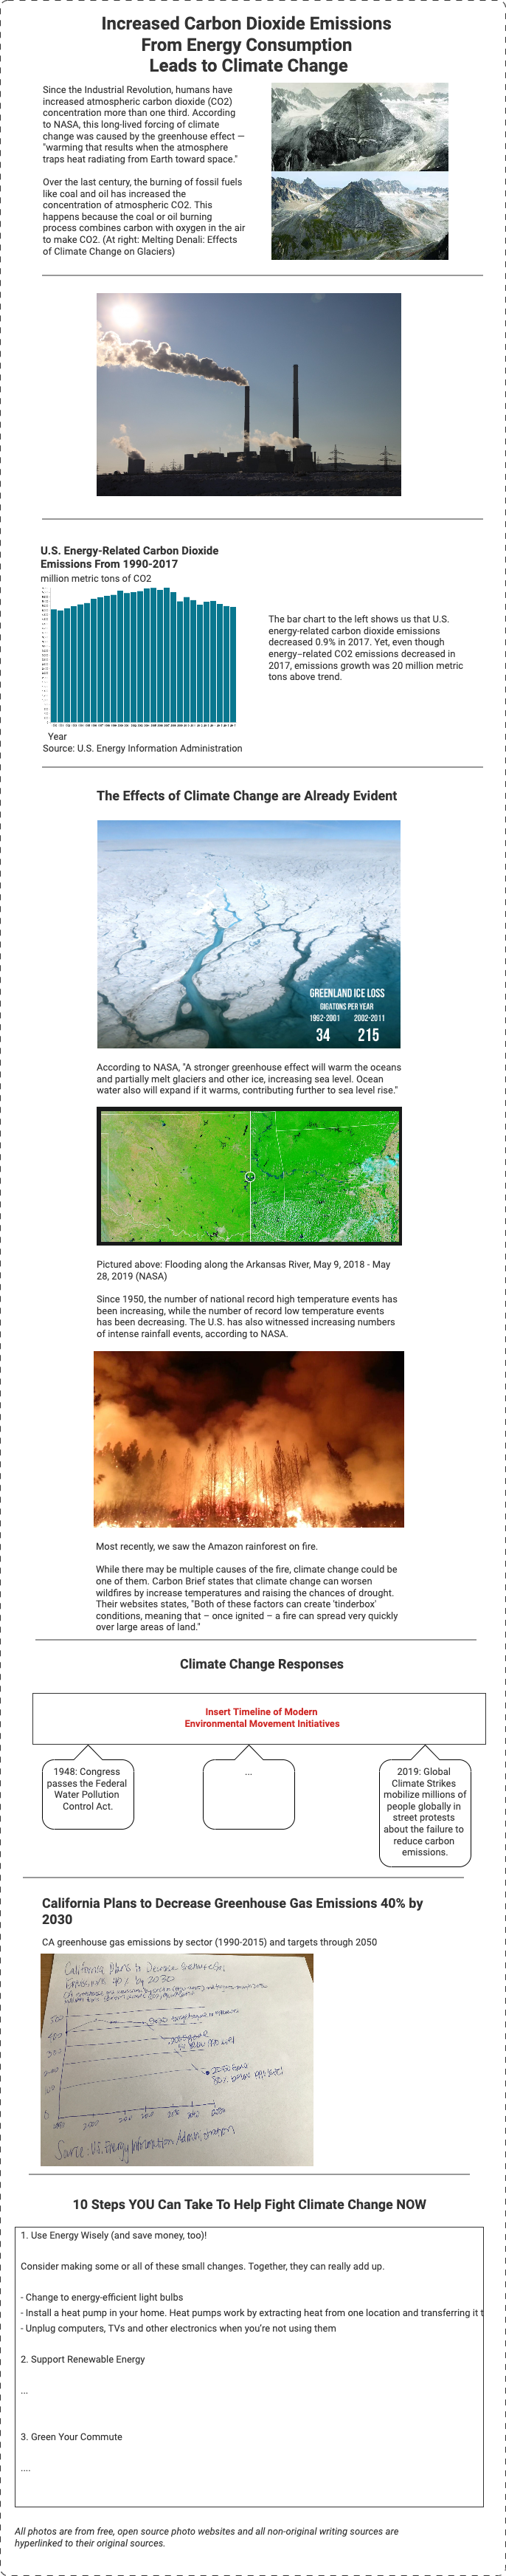 Increased Carbon Dioxide Emissions
From Energy Consumption
Leads to Climate Change
Since the Industrial Revolution, humans have
increased atmospheric carbon dioxide (CO2)
concentration more than one third. According
to NASA, this long-lived forcing of climate
change was caused by the greenhouse effect —
"warming that results when the atmosphere
traps heat radiating from Earth toward space."
Over the last century, the burning of fossil fuels
like coal and oil has increased the
concentration of atmospheric CO2. This
happens because the coal or oil burning
process combines carbon with oxygen in the air
to make CO2. (At right: Melting Denali: Effects
of Climate Change on Glaciers)
U.S. Energy-Related Carbon Dioxide
Emissions From 1990-2017
million metric tons of CO2
Year
Source: U.S. Energy Information Administration
The bar chart to the left shows us that U.S.
energy-related carbon dioxide emissions
decreased 0.9% in 2017. Yet, even though
energy–related CO2 emissions decreased in
2017, emissions growth was 20 million metric
tons above trend.
The Effects of Climate Change are Already Evident
GREENLAND ICE LOSS
GIGATONS PER YEAR
1992-2001 2002-2011
34 215
According to NASA, "A stronger greenhouse effect will warm the oceans
and partially melt glaciers and other ice, increasing sea level. Ocean
water also will expand if it warms, contributing further to sea level rise."
Pictured above: Flooding along the Arkansas River, May 9, 2018 - May
28, 2019 (NASA)
Since 1950, the number of national record high temperature events has
been increasing, while the number of record low temperature events
has been decreasing. The U.S. has also witnessed increasing numbers
of intense rainfall events, according to NASA.
Most recently, we saw the Amazon rainforest on fire.
While there may be multiple causes of the fire, climate change could be
one of them. Carbon Brief states that climate change can worsen
wildfires by increase temperatures and raising the chances of drought.
Their websites states, "Both of these factors can create 'tinderbox'
conditions, meaning that – once ignited – a fire can spread very quickly
over large areas of land."
Climate Change Responses
Insert Timeline of Modern
Environmental Movement Initiatives
1948: Congress
passes the Federal
Water Pollution
Control Act.
...
2019: Global
Climate Strikes
mobilize millions of
people globally in
street protests
about the failure to
reduce carbon
emissions.
California Plans to Decrease Greenhouse Gas Emissions 40% by
2030
CA greenhouse gas emissions by sector (1990-2015) and targets through 2050
California Plans to Decrease Greenhouse Gas
Emissions 40% by 2030
Source: U.S. Energy Information Administration
10 Steps YOU Can Take To Help Fight Climate Change NOW
1. Use Energy Wisely (and save money, too)!
Consider making some or all of these small changes. Together, they can really add up.
- Change to energy-efficient light bulbs
- Install a heat pump in your home. Heat pumps work by extracting heat from one location and transferring it t
- Unplug computers, TVs and other electronics when you're not using them
2. Support Renewable Energy
...
3. Green Your Commute
....
All photos are from free, open source photo websites and all non-original writing sources are
hyperlinked to their original sources.